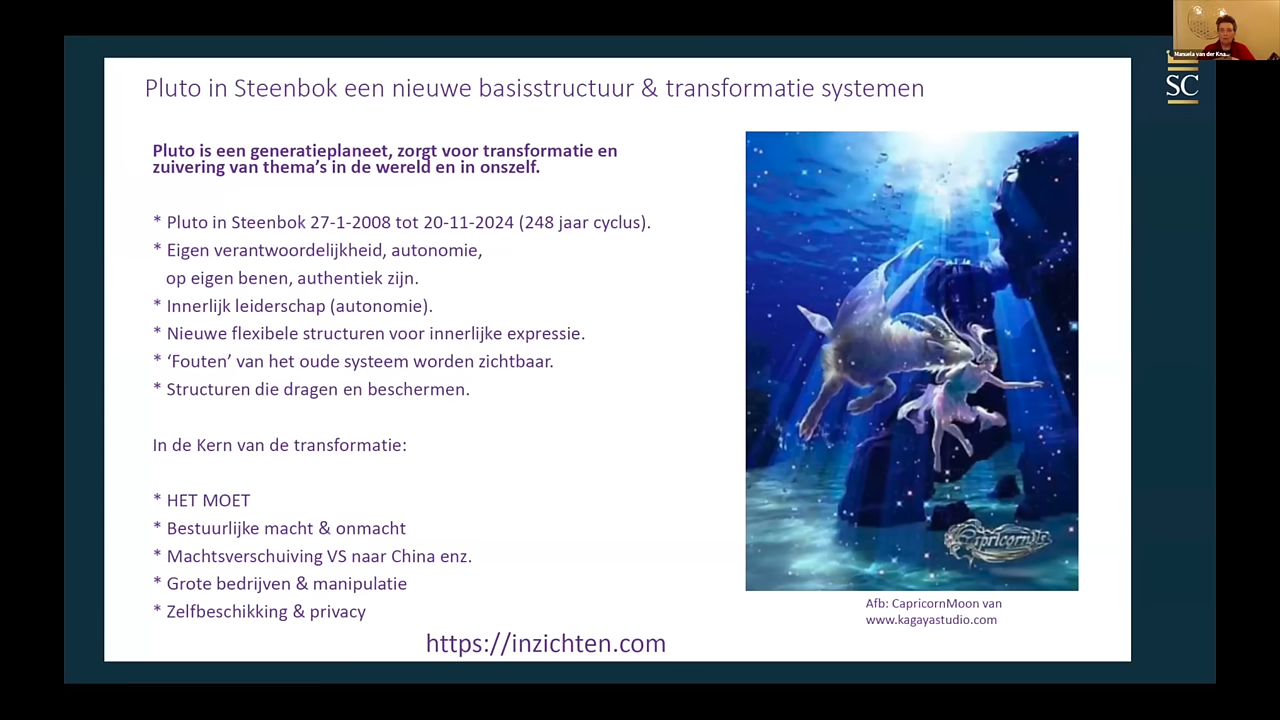 Manuela van der Kna...
SC
Pluto in Steenbok een nieuwe basisstructuur & transformatie systemen
Pluto is een generatieplaneet, zorgt voor transformatie en
zuivering van thema's in de wereld en in onszelf.
* Pluto in Steenbok 27-1-2008 tot 20-11-2024 (248 jaar cyclus).
* Eigen verantwoordelijkheid, autonomie,
op eigen benen, authentiek zijn.
* Innerlijk leiderschap (autonomie).
* Nieuwe flexibele structuren voor innerlijke expressie.
* ‘Fouten’ van het oude systeem worden zichtbaar.
* Structuren die dragen en beschermen.
In de Kern van de transformatie:
* HET MOET
* Bestuurlijke macht & onmacht
* Machtsverschuiving VS naar China enz.
* Grote bedrijven & manipulatie
* Zelfbeschikking & privacy
Capricornus
Afb: CapricornMoon van
www.kagayastudio.com
https://inzichten.com